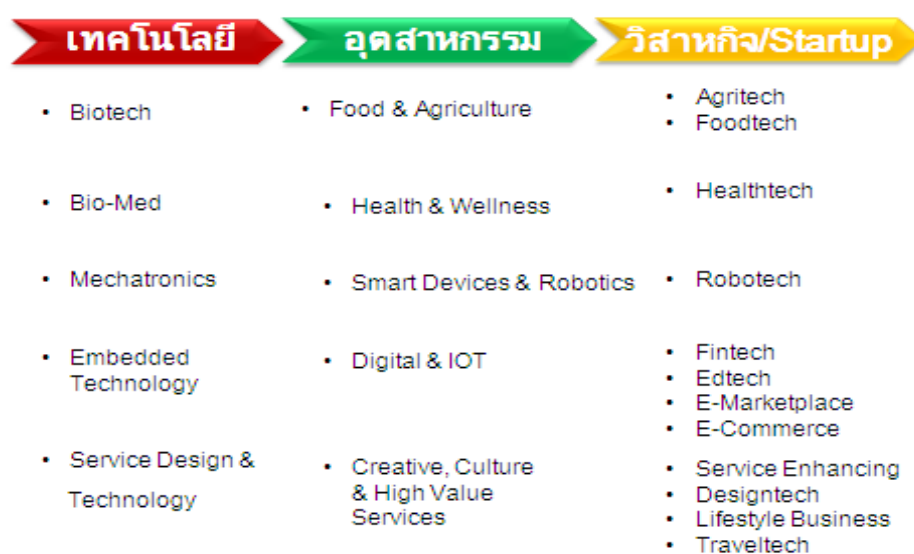 เทคโนโลยี
อุตสาหกรรม
วิสาหกิจ/Startup
• Biotech
• Food & Agriculture
• Agritech
• Foodtech
• Bio-Med
• Health & Wellness
• Healthtech
• Mechatronics
• Smart Devices & Robotics
• Robotech
• Embedded
Technology
• Digital & IOT
• Fintech
• Edtech
• E-Marketplace
• E-Commerce
• Service Design &
Technology
• Creative, Culture
& High Value
Services
• Service Enhancing
• Designtech
• Lifestyle Business
• Traveltech